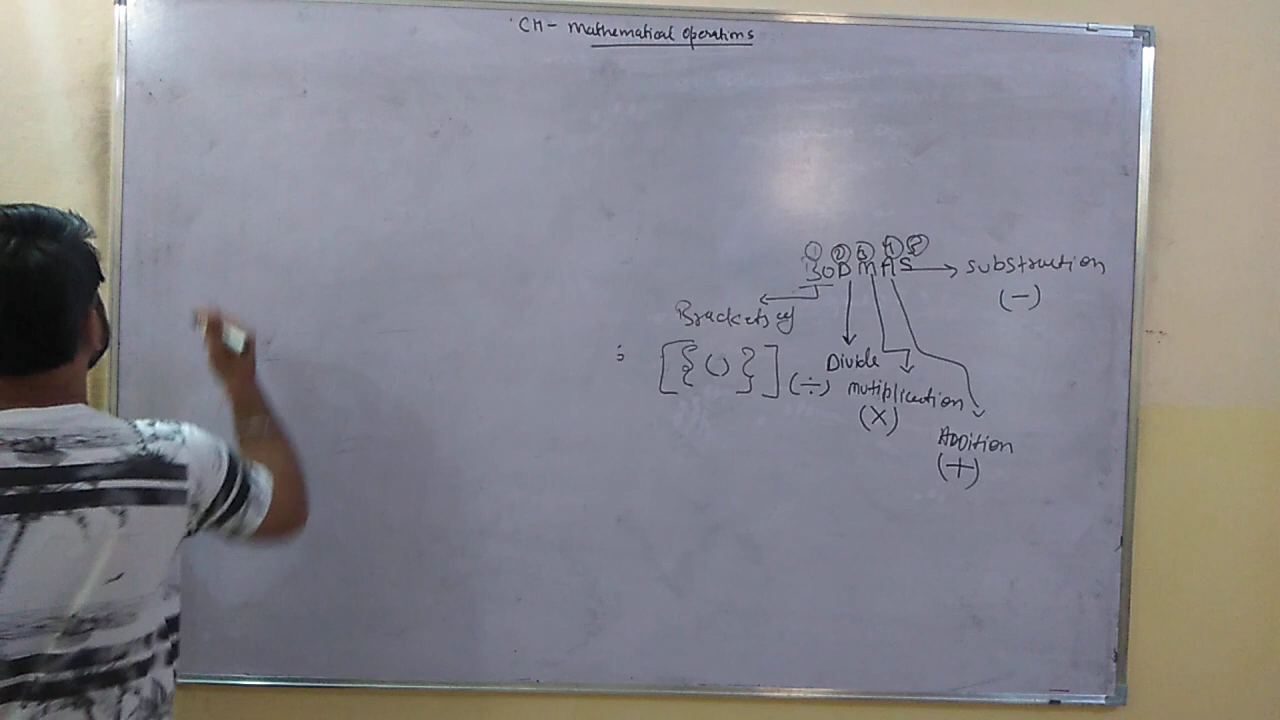 CH - Mathematical operations
① ② ③ ④ ⑤
BODMAS → substruction
(-)
Brackets of
[{()}]
Divide
(÷)
mutiplication
(×)
Addition
(+)